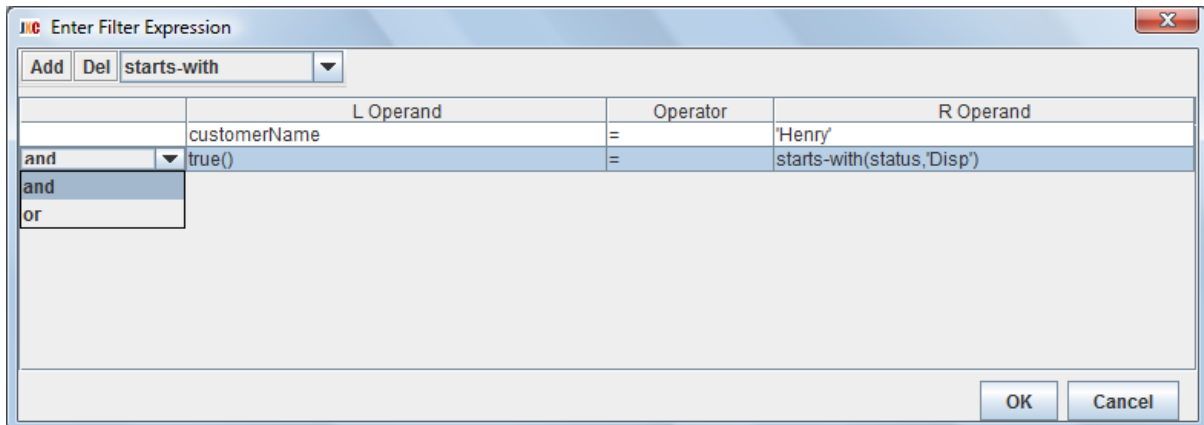 JKC Enter Filter Expression
Add Del starts-with
L Operand Operator R Operand
customerName = 'Henry'
and true() = starts-with(status,'Disp')
and
or
OK Cancel